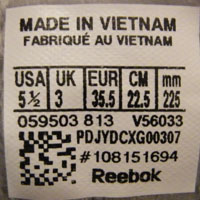 MADE IN VIETNAM
FABRIQUÉ AU VIETNAM
USA UK EUR CM mm
5½ 3 35.5 22.5 225
059503 813 V56033
PDJYDCXG00307
#108151694
Reebok